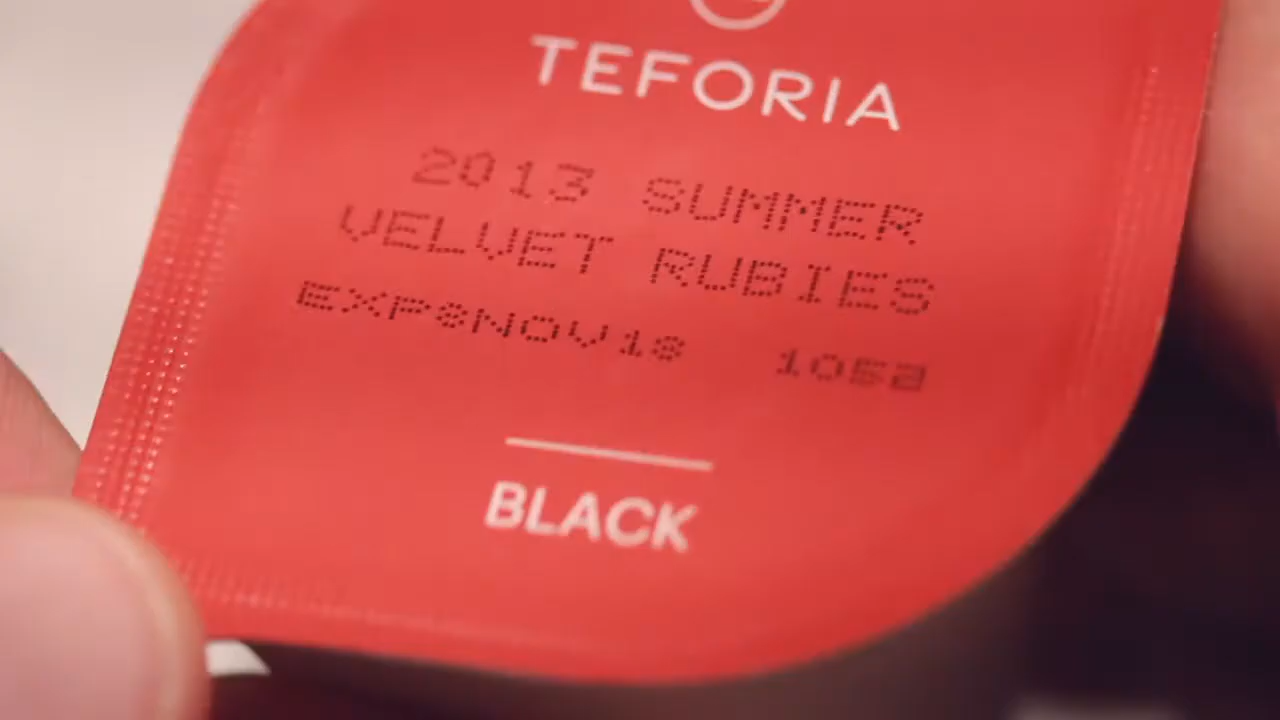 TEFORIA
2013 SUMMER
VELVET RUBIES
EXP8NOV18 1052
BLACK